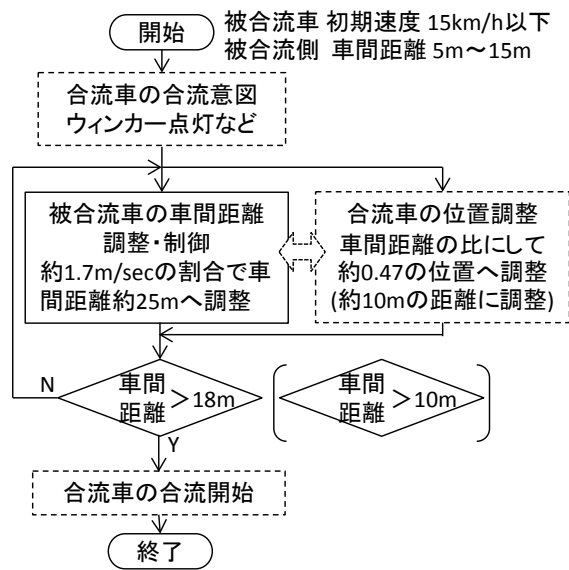 開始
被合流車 初期速度 15km/h以下
被合流側 車間距離 5m～15m
合流車の合流意図
ウィンカー点灯など
被合流車の車間距離
調整・制御
約1.7m/secの割合で車
間距離約25mへ調整
合流車の位置調整
車間距離の比にして
約0.47の位置へ調整
(約10mの距離に調整)
N
車間
距離＞18m
車間
距離＞10m
Y
合流車の合流開始
終了